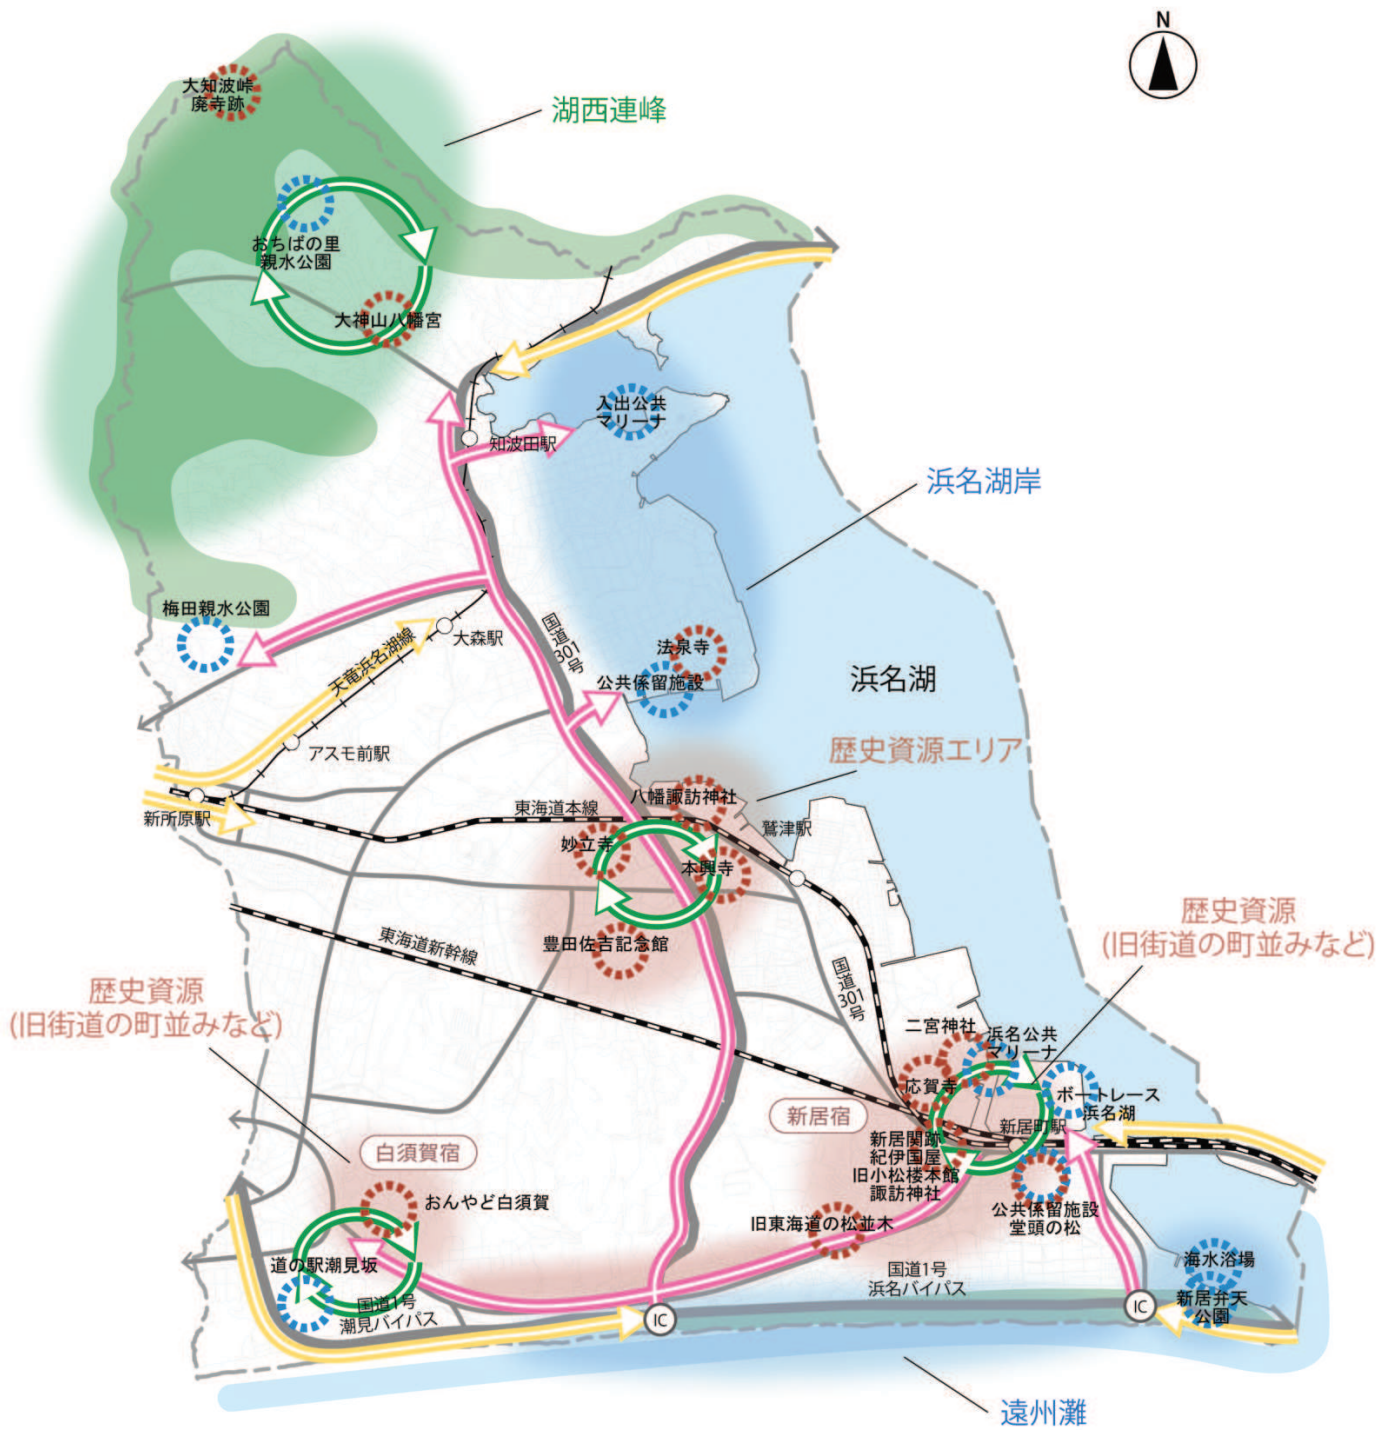 N
大知波峠
廃寺跡
湖西連峰
おちばの里
親水公園
大神山八幡宮
入出公共
マリーナ
知波田駅
浜名湖岸
梅田親水公園
大森駅
国道301号
天竜浜名湖線
法泉寺
公共係留施設
浜名湖
アスモ前駅
歴史資源エリア
八幡諏訪神社
新所原駅
東海道本線
鷲津駅
妙立寺
本興寺
歴史資源
(旧街道の町並みなど)
豊田佐吉記念館
東海道新幹線
国道301号
歴史資源
(旧街道の町並みなど)
二宮神社
浜名公共
マリーナ
応賀寺
ボートレース
浜名湖
新居宿
新居町駅
新居関跡
紀伊国屋
旧小松楼本館
諏訪神社
白須賀宿
おんやど白須賀
公共係留施設
堂頭の松
旧東海道の松並木
道の駅潮見坂
国道1号
潮見バイパス
国道1号
浜名バイパス
海水浴場
新居弁天
公園
IC
IC
遠州灘